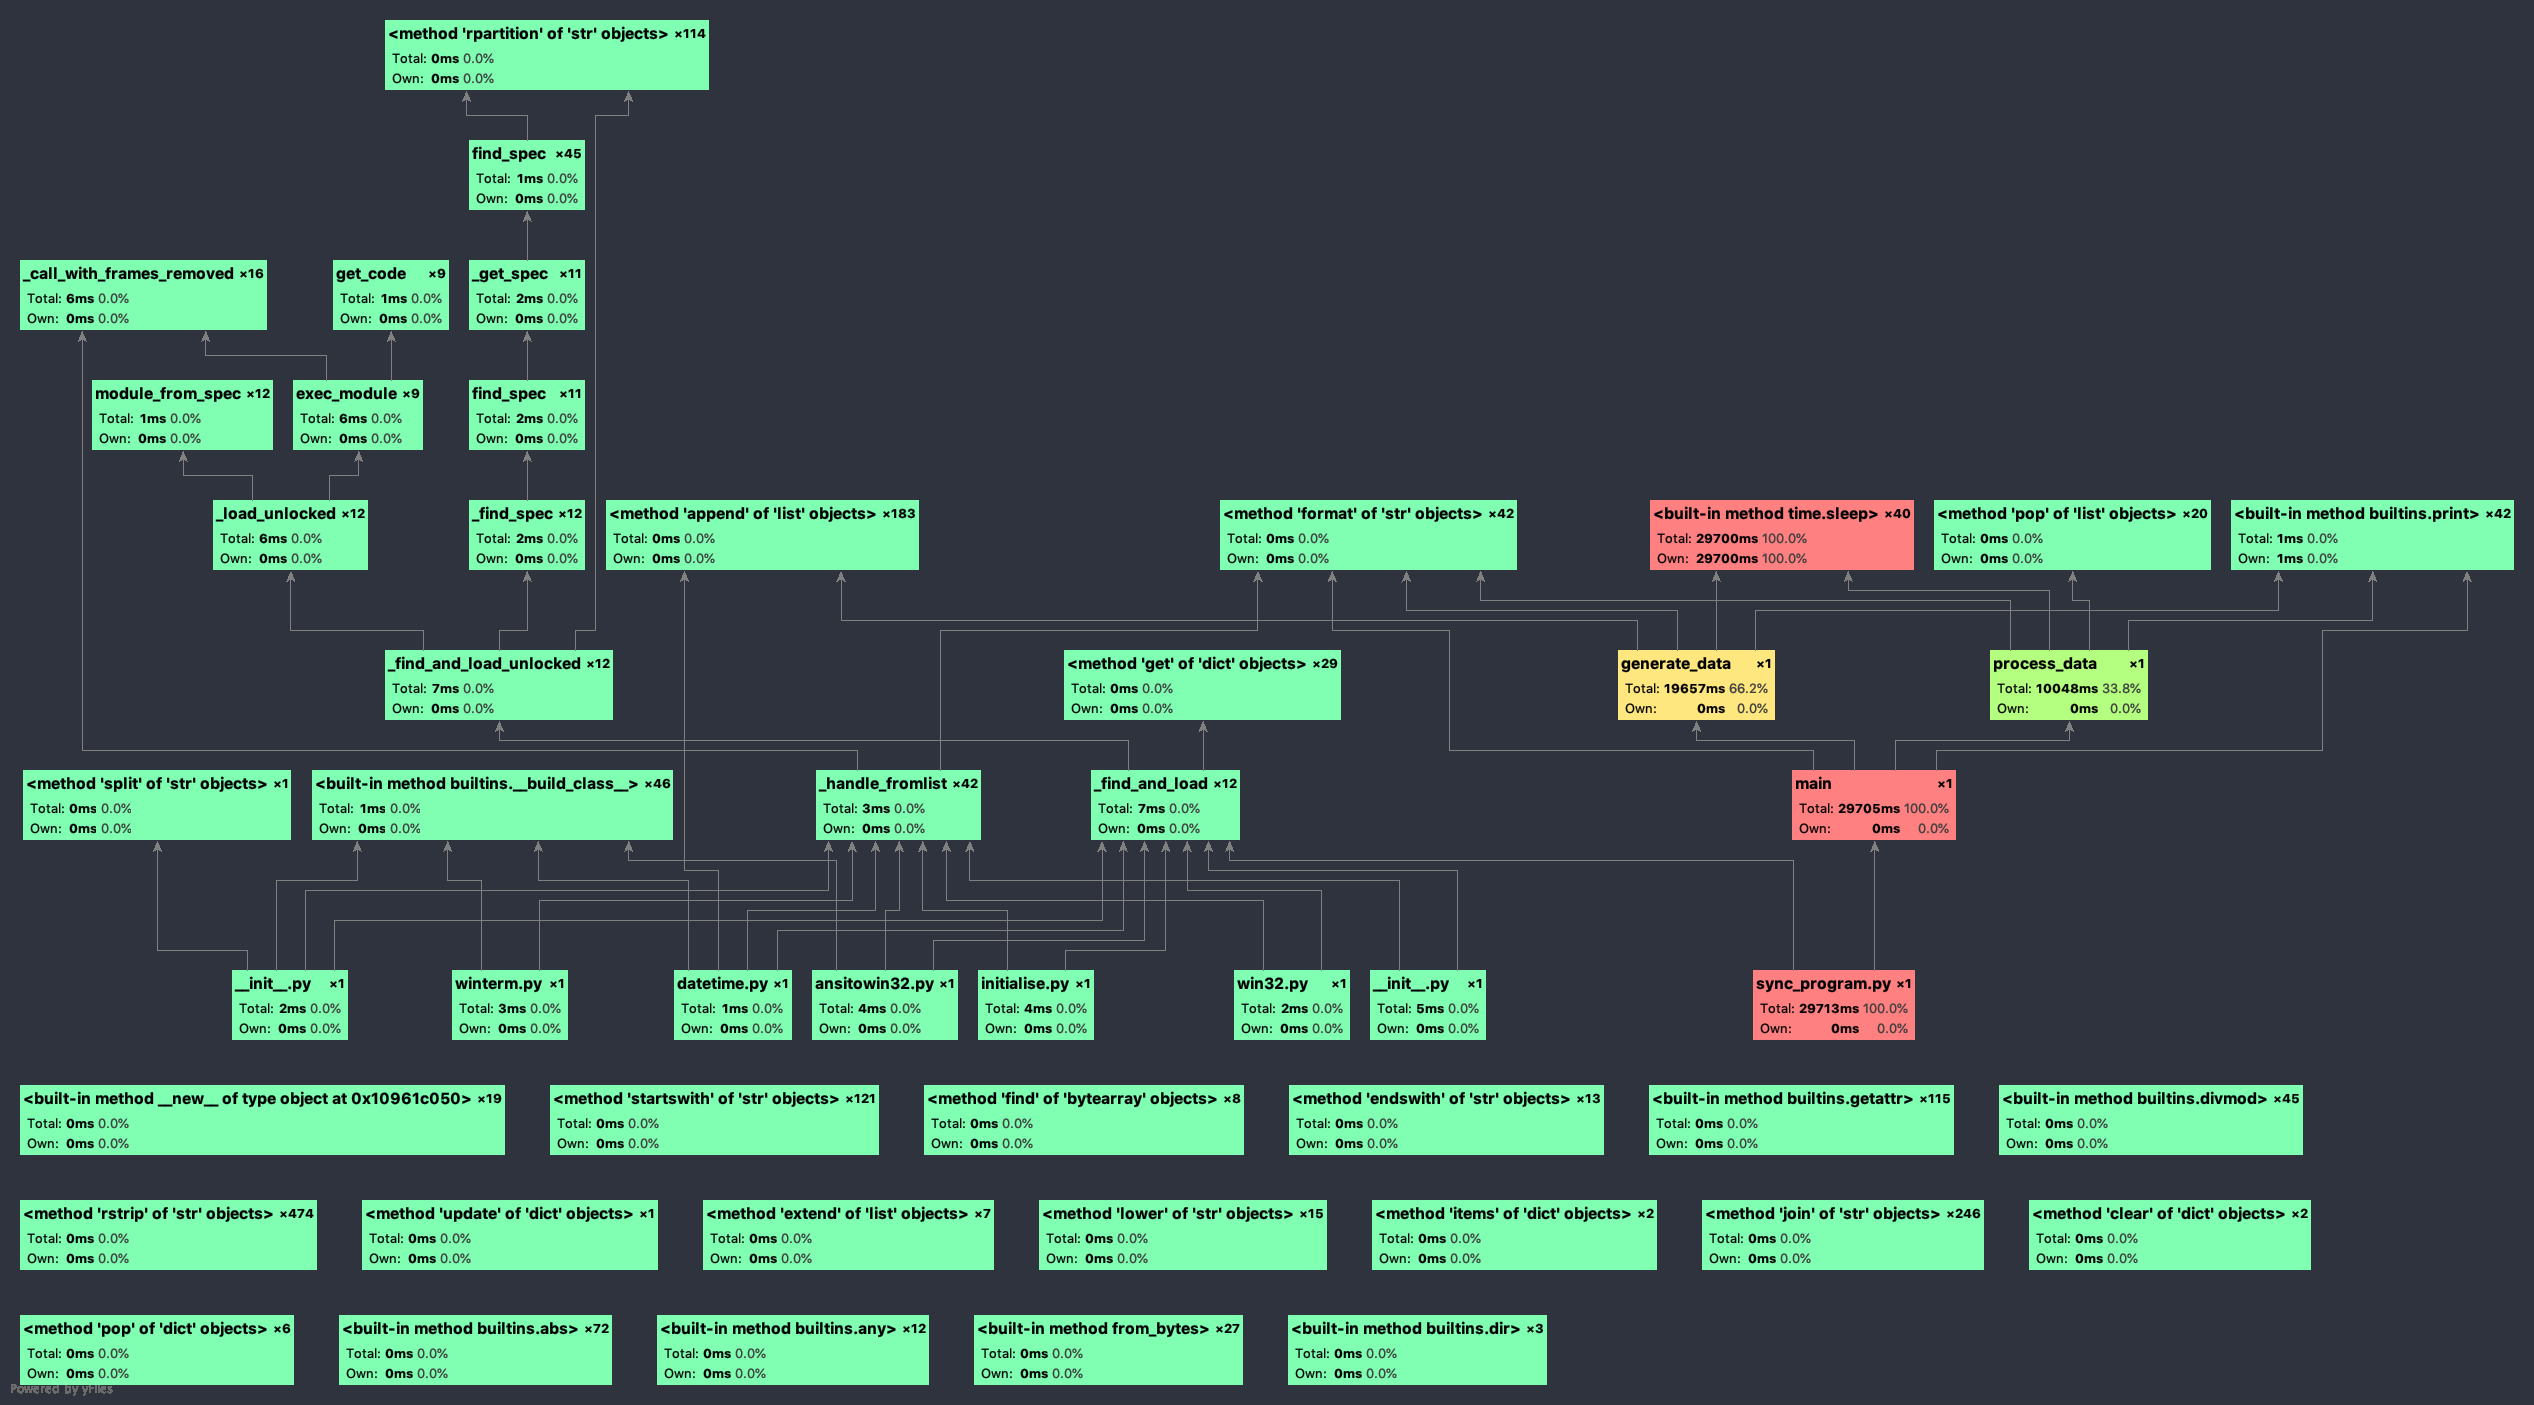 <method 'rpartition' of 'str' objects> ×114
Total: 0ms 0.0%
Own: 0ms 0.0%
find_spec ×45
Total: 1ms 0.0%
Own: 0ms 0.0%
_call_with_frames_removed ×16
Total: 6ms 0.0%
Own: 0ms 0.0%
get_code ×9
Total: 1ms 0.0%
Own: 0ms 0.0%
_get_spec ×11
Total: 2ms 0.0%
Own: 0ms 0.0%
module_from_spec ×12
Total: 1ms 0.0%
Own: 0ms 0.0%
exec_module ×9
Total: 6ms 0.0%
Own: 0ms 0.0%
find_spec ×11
Total: 2ms 0.0%
Own: 0ms 0.0%
_load_unlocked ×12
Total: 6ms 0.0%
Own: 0ms 0.0%
_find_spec ×12
Total: 2ms 0.0%
Own: 0ms 0.0%
<method 'append' of 'list' objects> ×183
Total: 0ms 0.0%
Own: 0ms 0.0%
<method 'format' of 'str' objects> ×42
Total: 0ms 0.0%
Own: 0ms 0.0%
<built-in method time.sleep> ×40
Total: 29700ms 100.0%
Own: 29700ms 100.0%
<method 'pop' of 'list' objects> ×20
Total: 0ms 0.0%
Own: 0ms 0.0%
<built-in method builtins.print> ×42
Total: 1ms 0.0%
Own: 1ms 0.0%
_find_and_load_unlocked ×12
Total: 7ms 0.0%
Own: 0ms 0.0%
<method 'get' of 'dict' objects> ×29
Total: 0ms 0.0%
Own: 0ms 0.0%
generate_data ×1
Total: 19657ms 66.2%
Own: 0ms 0.0%
process_data ×1
Total: 10048ms 33.8%
Own: 0ms 0.0%
<method 'split' of 'str' objects> ×1
Total: 0ms 0.0%
Own: 0ms 0.0%
<built-in method builtins.__build_class__> ×46
Total: 1ms 0.0%
Own: 0ms 0.0%
_handle_fromlist ×42
Total: 3ms 0.0%
Own: 0ms 0.0%
_find_and_load ×12
Total: 7ms 0.0%
Own: 0ms 0.0%
main ×1
Total: 29705ms 100.0%
Own: 0ms 0.0%
__init__.py ×1
Total: 2ms 0.0%
Own: 0ms 0.0%
winterm.py ×1
Total: 3ms 0.0%
Own: 0ms 0.0%
datetime.py ×1
Total: 1ms 0.0%
Own: 0ms 0.0%
ansitowin32.py ×1
Total: 4ms 0.0%
Own: 0ms 0.0%
initialise.py ×1
Total: 4ms 0.0%
Own: 0ms 0.0%
win32.py ×1
Total: 2ms 0.0%
Own: 0ms 0.0%
__init__.py ×1
Total: 5ms 0.0%
Own: 0ms 0.0%
sync_program.py ×1
Total: 29713ms 100.0%
Own: 0ms 0.0%
<built-in method __new__ of type object at 0x10961c050> ×19
Total: 0ms 0.0%
Own: 0ms 0.0%
<method 'startswith' of 'str' objects> ×121
Total: 0ms 0.0%
Own: 0ms 0.0%
<method 'find' of 'bytearray' objects> ×8
Total: 0ms 0.0%
Own: 0ms 0.0%
<method 'endswith' of 'str' objects> ×13
Total: 0ms 0.0%
Own: 0ms 0.0%
<built-in method builtins.getattr> ×115
Total: 0ms 0.0%
Own: 0ms 0.0%
<built-in method builtins.divmod> ×45
Total: 0ms 0.0%
Own: 0ms 0.0%
<method 'rstrip' of 'str' objects> ×474
Total: 0ms 0.0%
Own: 0ms 0.0%
<method 'update' of 'dict' objects> ×1
Total: 0ms 0.0%
Own: 0ms 0.0%
<method 'extend' of 'list' objects> ×7
Total: 0ms 0.0%
Own: 0ms 0.0%
<method 'lower' of 'str' objects> ×15
Total: 0ms 0.0%
Own: 0ms 0.0%
<method 'items' of 'dict' objects> ×2
Total: 0ms 0.0%
Own: 0ms 0.0%
<method 'join' of 'str' objects> ×246
Total: 0ms 0.0%
Own: 0ms 0.0%
<method 'clear' of 'dict' objects> ×2
Total: 0ms 0.0%
Own: 0ms 0.0%
<method 'pop' of 'dict' objects> ×6
Total: 0ms 0.0%
Own: 0ms 0.0%
<built-in method builtins.abs> ×72
Total: 0ms 0.0%
Own: 0ms 0.0%
<built-in method builtins.any> ×12
Total: 0ms 0.0%
Own: 0ms 0.0%
<built-in method from_bytes> ×27
Total: 0ms 0.0%
Own: 0ms 0.0%
<built-in method builtins.dir> ×3
Total: 0ms 0.0%
Own: 0ms 0.0%
Powered by yFiles